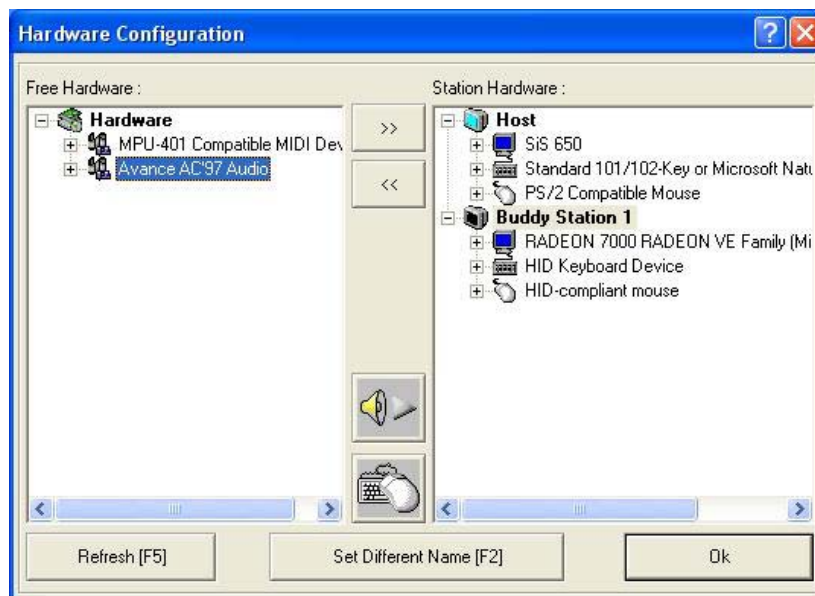 Hardware Configuration
Free Hardware :
Hardware
MPU-401 Compatible MIDI Dev
Avance AC'97 Audio
>>
<<
Station Hardware :
Host
SiS 650
Standard 101/102-Key or Microsoft Natu
PS/2 Compatible Mouse
Buddy Station 1
RADEON 7000 RADEON VE Family (Mi
HID Keyboard Device
HID-compliant mouse
Refresh [F5]
Set Different Name [F2]
Ok